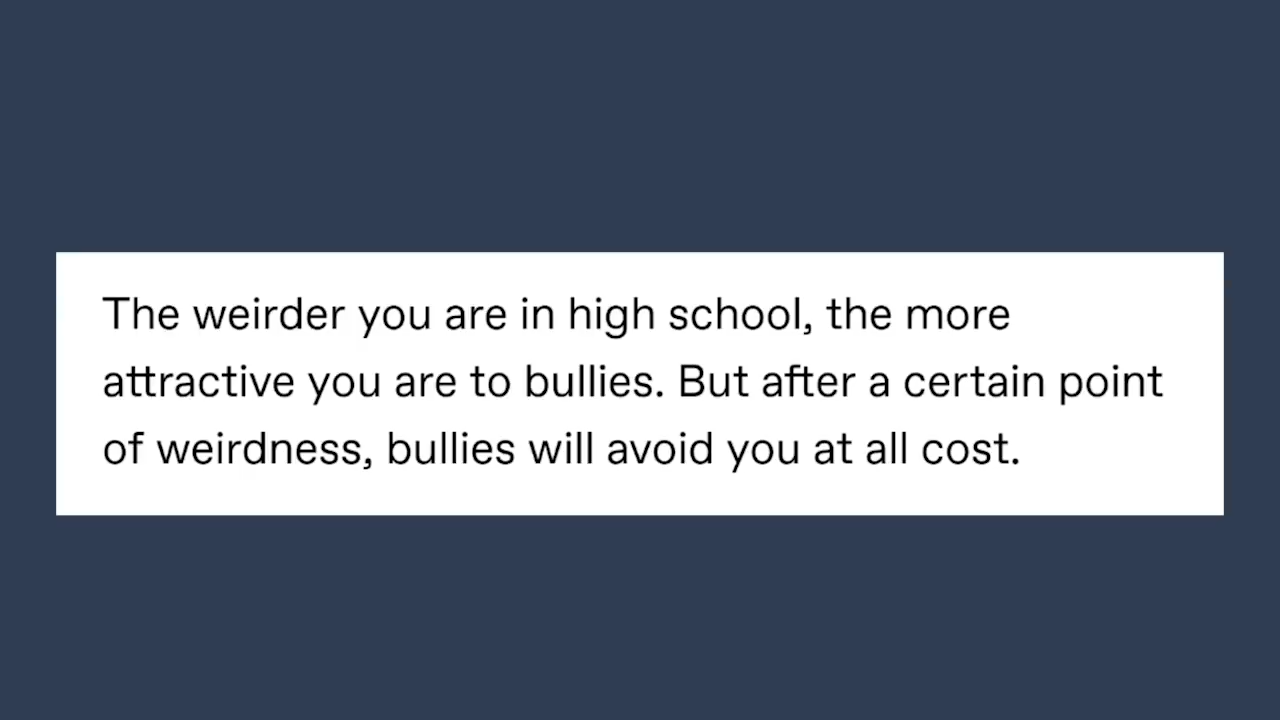 The weirder you are in high school, the more
attractive you are to bullies. But after a certain point
of weirdness, bullies will avoid you at all cost.